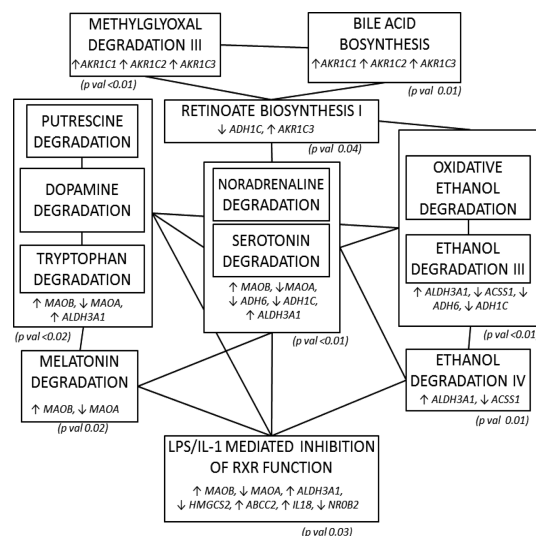 METHYLGLYOXAL
DEGRADATION III
↑AKR1C1 ↑ AKR1C2 ↑ AKR1C3
(p val <0.01)
BILE ACID
BIOSYNTHESIS
↑AKR1C1 ↑ AKR1C2 ↑ AKR1C3
(p val 0.01)
RETINOATE BIOSYNTHESIS I
↓ ADH1C, ↑ AKR1C3
(p val 0.04)
PUTRESCINE
DEGRADATION
DOPAMINE
DEGRADATION
TRYPTOPHAN
DEGRADATION
↑ MAOB, ↓ MAOA,
↑ ALDH3A1
(p val <0.02)
NORADRENALINE
DEGRADATION
SEROTONIN
DEGRADATION
↑ MAOB, ↓MAOA,
↓ ADH6, ↓ ADH1C,
↑ ALDH3A1
(p val <0.01)
OXIDATIVE
ETHANOL
DEGRADATION
ETHANOL
DEGRADATION III
↑ ALDH3A1, ↓ ACSS1, ↓
ADH6, ↓ ADH1C
(p val <0.01
MELATONIN
DEGRADATION
↑ MAOB, ↓ MAOA
(p val 0.02)
ETHANOL
DEGRADATION IV
↑ ALDH3A1, ↓ ACSS1
(p val 0.01)
LPS/IL-1 MEDIATED INHIBITION
OF RXR FUNCTION
↑ MAOB, ↓ MAOA, ↑ ALDH3A1,
↓ HMGCS2, ↑ ABCC2, ↑ IL18, ↓ NR0B2
(p val 0.03)